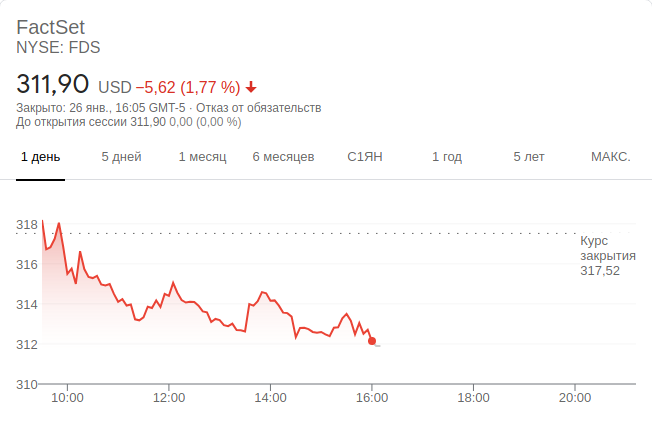 FactSet
NYSE: FDS
311,90 USD −5,62 (1,77 %)
Закрыто: 26 янв., 16:05 GMT-5 · Отказ от обязательств
До открытия сессии 311,90 0,00 (0,00 %)
1 день 5 дней 1 месяц 6 месяцев С1ЯН 1 год 5 лет МАКС.
318
Курс
закрытия
317,52
316
314
312
310
10:00 12:00 14:00 16:00 18:00 20:00